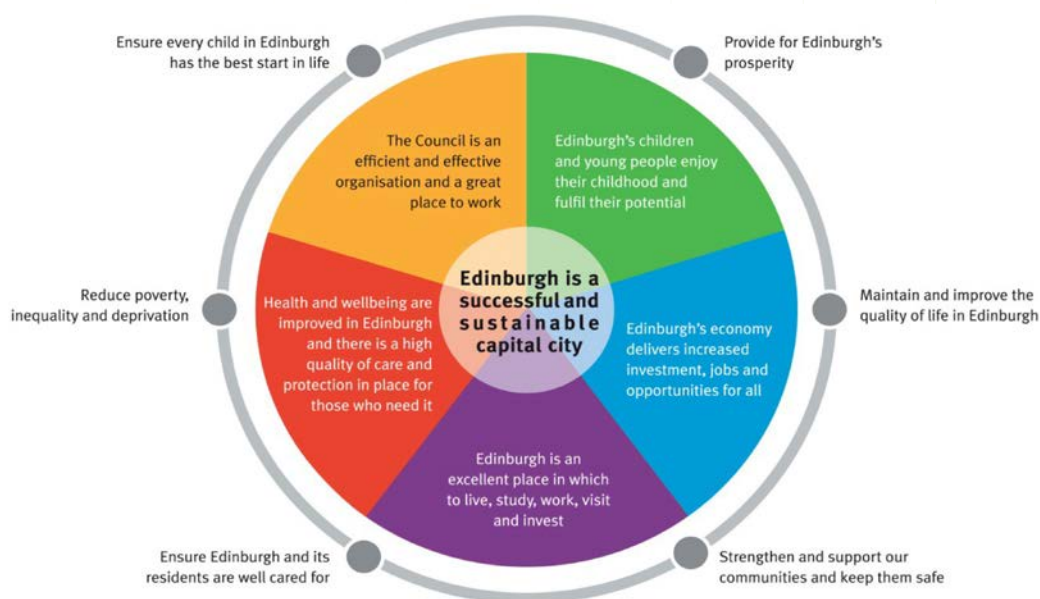 Ensure every child in Edinburgh
has the best start in life
Provide for Edinburgh's
prosperity
The Council is an
efficient and effective
organisation and a great
place to work
Edinburgh's children
and young people enjoy
their childhood and
fulfil their potential
Edinburgh is a
successful and
sustainable
capital city
Reduce poverty,
inequality and deprivation
Health and wellbeing are
improved in Edinburgh
and there is a high
quality of care and
protection in place for
those who need it
Edinburgh's economy
delivers increased
investment, jobs and
opportunities for all
Maintain and improve the
quality of life in Edinburgh
Edinburgh is an
excellent place in which
to live, study, work, visit
and invest
Ensure Edinburgh and its
residents are well cared for
Strengthen and support our
communities and keep them safe